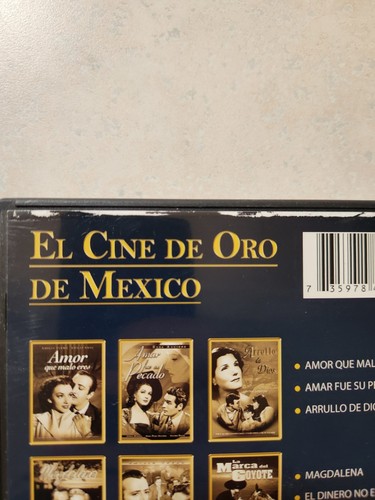 EL CINE DE ORO
DE MEXICO
7 35978
Amor
que malo eres
Amar
Pecado
Arrullo
de
Dios
La
Marca del
COYOTE
• AMOR QUE MAL
• AMAR FUE SU P
• ARRULLO DE DIO
• MAGDALENA
EL DINERO NO E